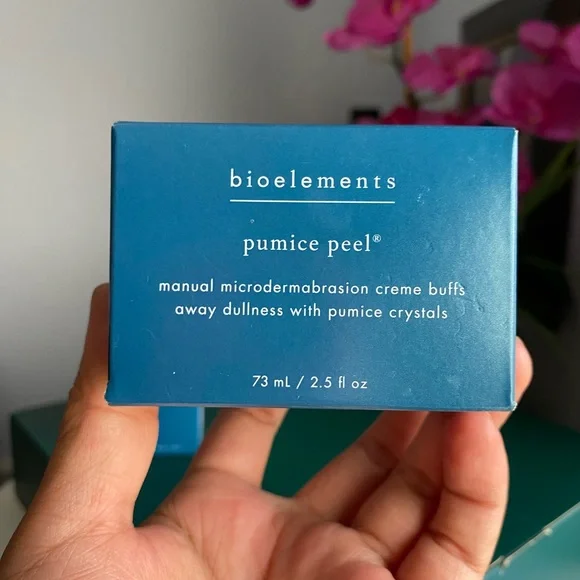 bioelements
pumice peel®
manual microdermabrasion creme buffs
away dullness with pumice crystals
73 mL / 2.5 fl oz